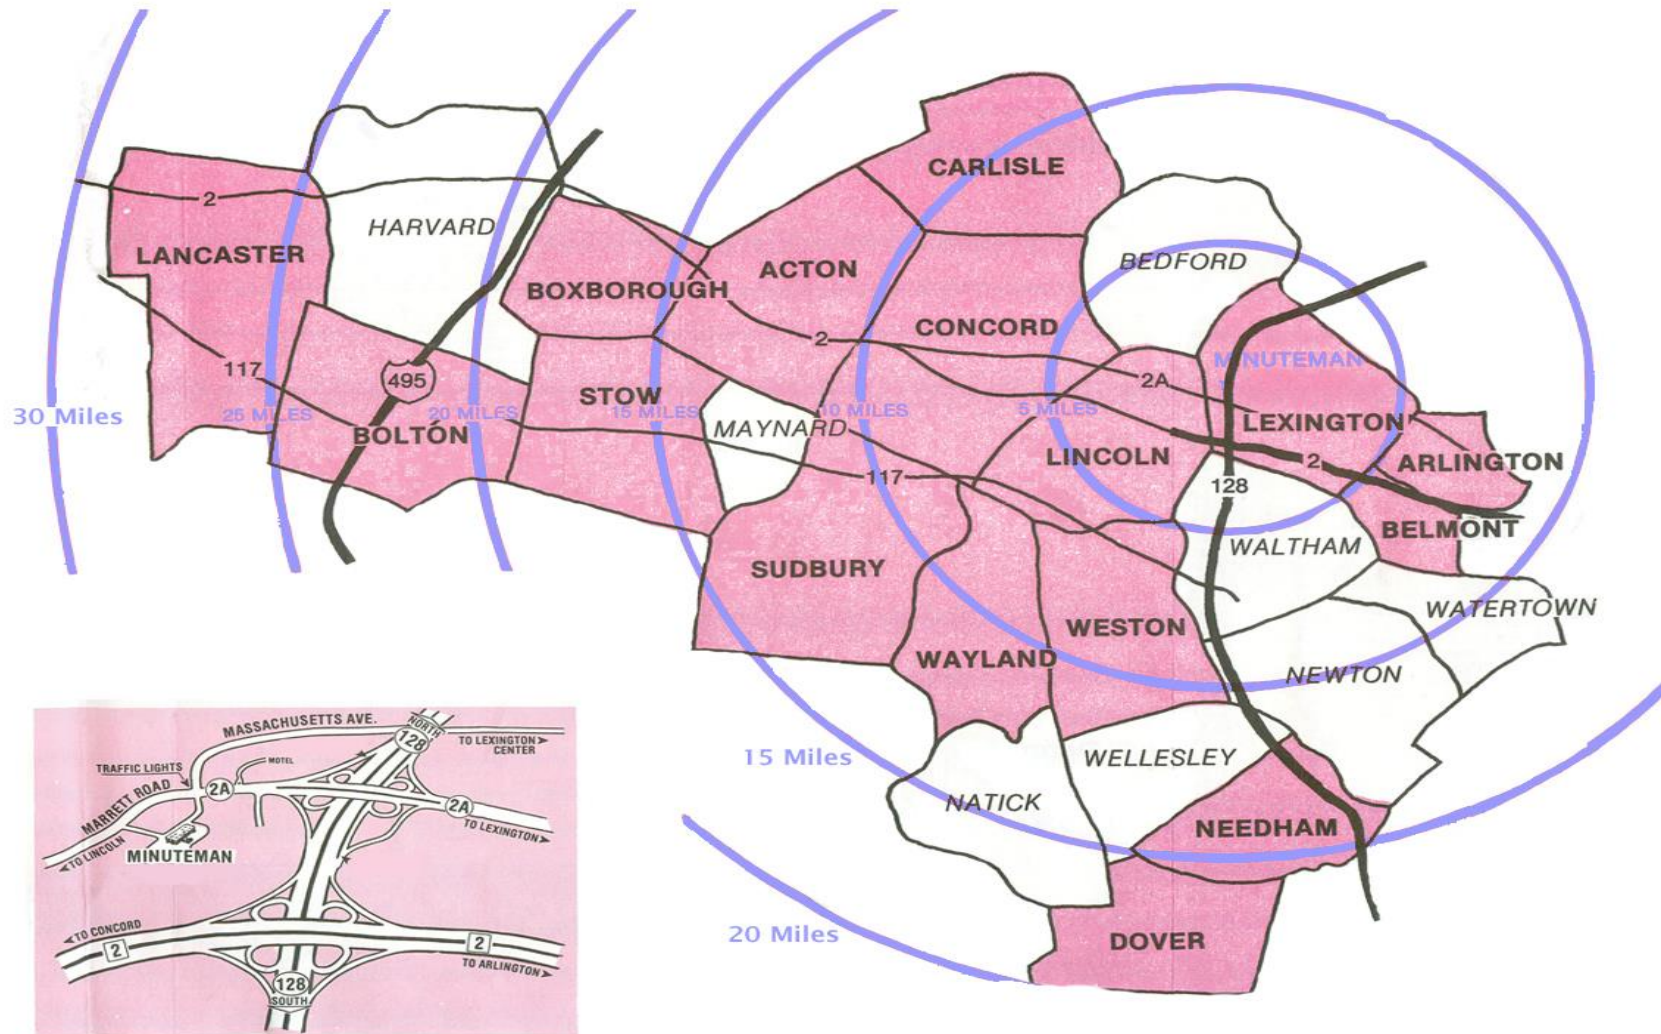 CARLISLE
2
HARVARD
LANCASTER
BEDFORD
ACTON
BOXBOROUGH
CONCORD
2
MINUTEMAN
117
495
2A
STOW
30 Miles
25 MILES
20 MILES
15 MILES
10 MILES
5 MILES
LEXINGTON
BOLTON
MAYNARD
LINCOLN
2
ARLINGTON
117
128
BELMONT
WALTHAM
SUDBURY
WATERTOWN
WESTON
WAYLAND
NEWTON
15 Miles
WELLESLEY
NATICK
NEEDHAM
20 Miles
DOVER
MASSACHUSETTS AVE.
NORTH
128
TO LEXINGTON
CENTER
TRAFFIC LIGHTS
MOTEL
MARRETT ROAD
2A
2A
TO LEXINGTON
TO LINCOLN
MINUTEMAN
TO CONCORD
2
2
TO ARLINGTON
128
SOUTH